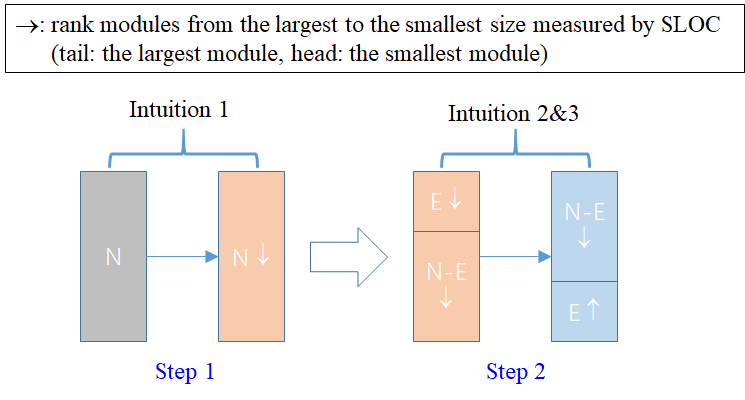 →: rank modules from the largest to the smallest size measured by SLOC
(tail: the largest module, head: the smallest module)
Intuition 1
Intuition 2&3
N
N↓
E↓
N-E
↓
N-E
↓
E↑
Step 1
Step 2